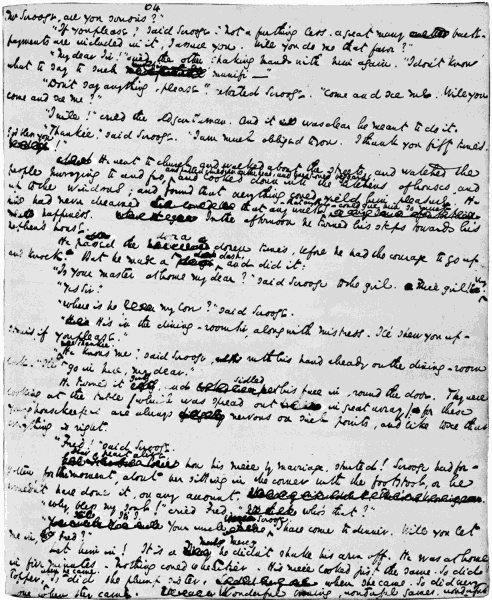 64
Mr Scrooge, are you serious?"
"If you please," said Scrooge. "Not a farthing less. A great many back-
payments are included in it, I assure you. Will you do me that favor?"
"My dear Sir," said the other shaking hands with him again. "I don't know
what to say to such munifi—"
"Don't say anything, please," retorted Scrooge. "Come and see me. Will you
come and see me?"
"I will!" cried the old gentleman. And it was clear he meant to do it.
"Thankee," said Scrooge. "I am much obliged to you. I thank you fifty times.
Bless you!"
He went to church, and walked about the streets, and watched the
people hurrying to and fro, and looked down into the kitchens of houses, and
up to the windows; and found that everything could yield him pleasure. He
had never dreamed that any walk could give him so much
happiness. In the afternoon he turned his steps towards his
nephew's house.
He passed the door a dozen times, before he had the courage to go up
and knock. But he made a dash, and did it:
"Is your master at home my dear?" said Scrooge to the girl. Nice girl! Very.
"Yes Sir."
"Where is he my love?" said Scrooge.
"He's in the dining-room Sir, along with mistress. I'll show you up-
stairs if you please."
"Thankee. He knows me," said Scrooge, with his hand already on the dining-room
lock. "I'll go in here, my dear."
He turned it gently, and sidled his face in, round the door. They were
looking at the table (which was spread out in great array); for these
young housekeepers are always nervous on such points, and like to see that
everything is right.
"Fred!" said Scrooge.
Dear heart alive, how his niece by marriage started! Scrooge had for-
gotten for the moment, about her sitting in the corner with the footstool, or he
wouldn't have done it, on any account.
"Why bless my soul!" cried Fred, "who's that?"
"It's I. Your uncle Scrooge. I have come to dinner. Will you let
me in, Fred?"
Let him in! It is a mercy he didn't shake his arm off. He was at home
in five minutes. Nothing could be heartier. His niece looked just the same. So did
Topper, when he came. So did the plump sister, when she came. So did every
one when they came. Wonderful party, wonderful games, wonderful